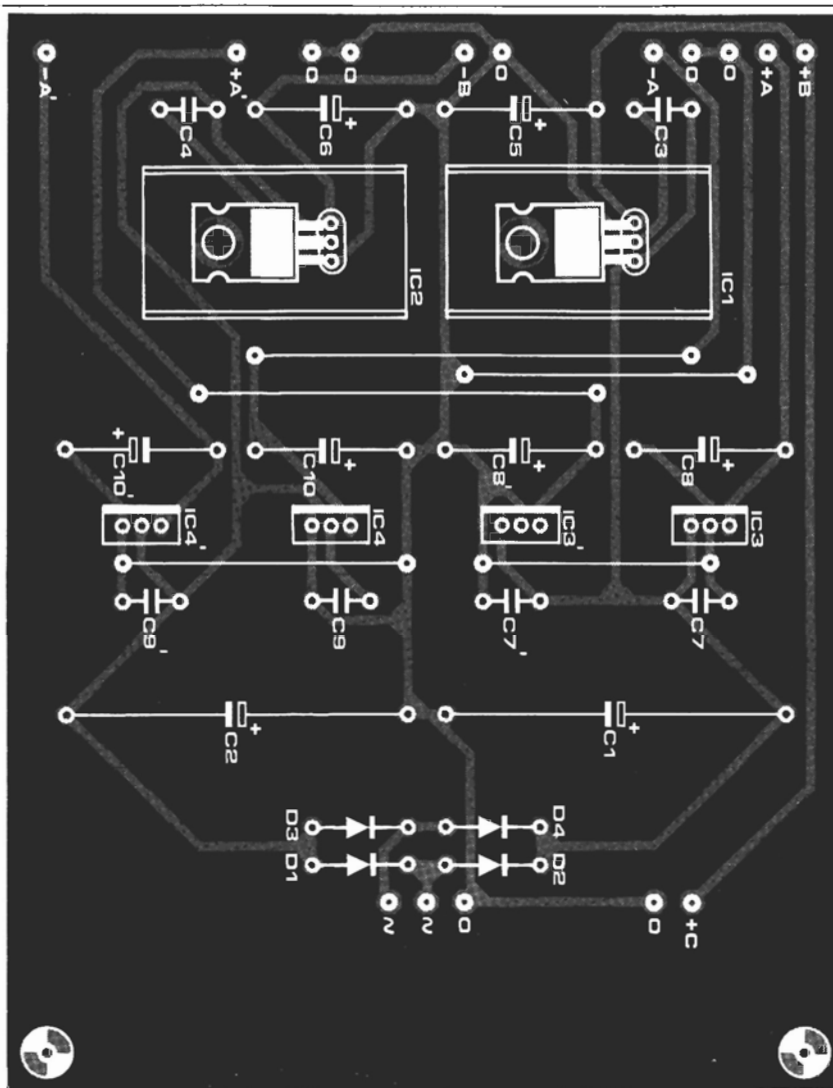 -A'
+A'
0
0
-B
0
-A
0
0
+A
+B
C4
C6
+
C5
+
C3
IC2
IC1
+
C10'
C10
+
C8'
+
C8
+
IC4'
IC4
IC3'
IC3
C9'
C9
C7'
C7
C2
+
C1
+
D3
D4
D1
D2
~
~
0
0
+C